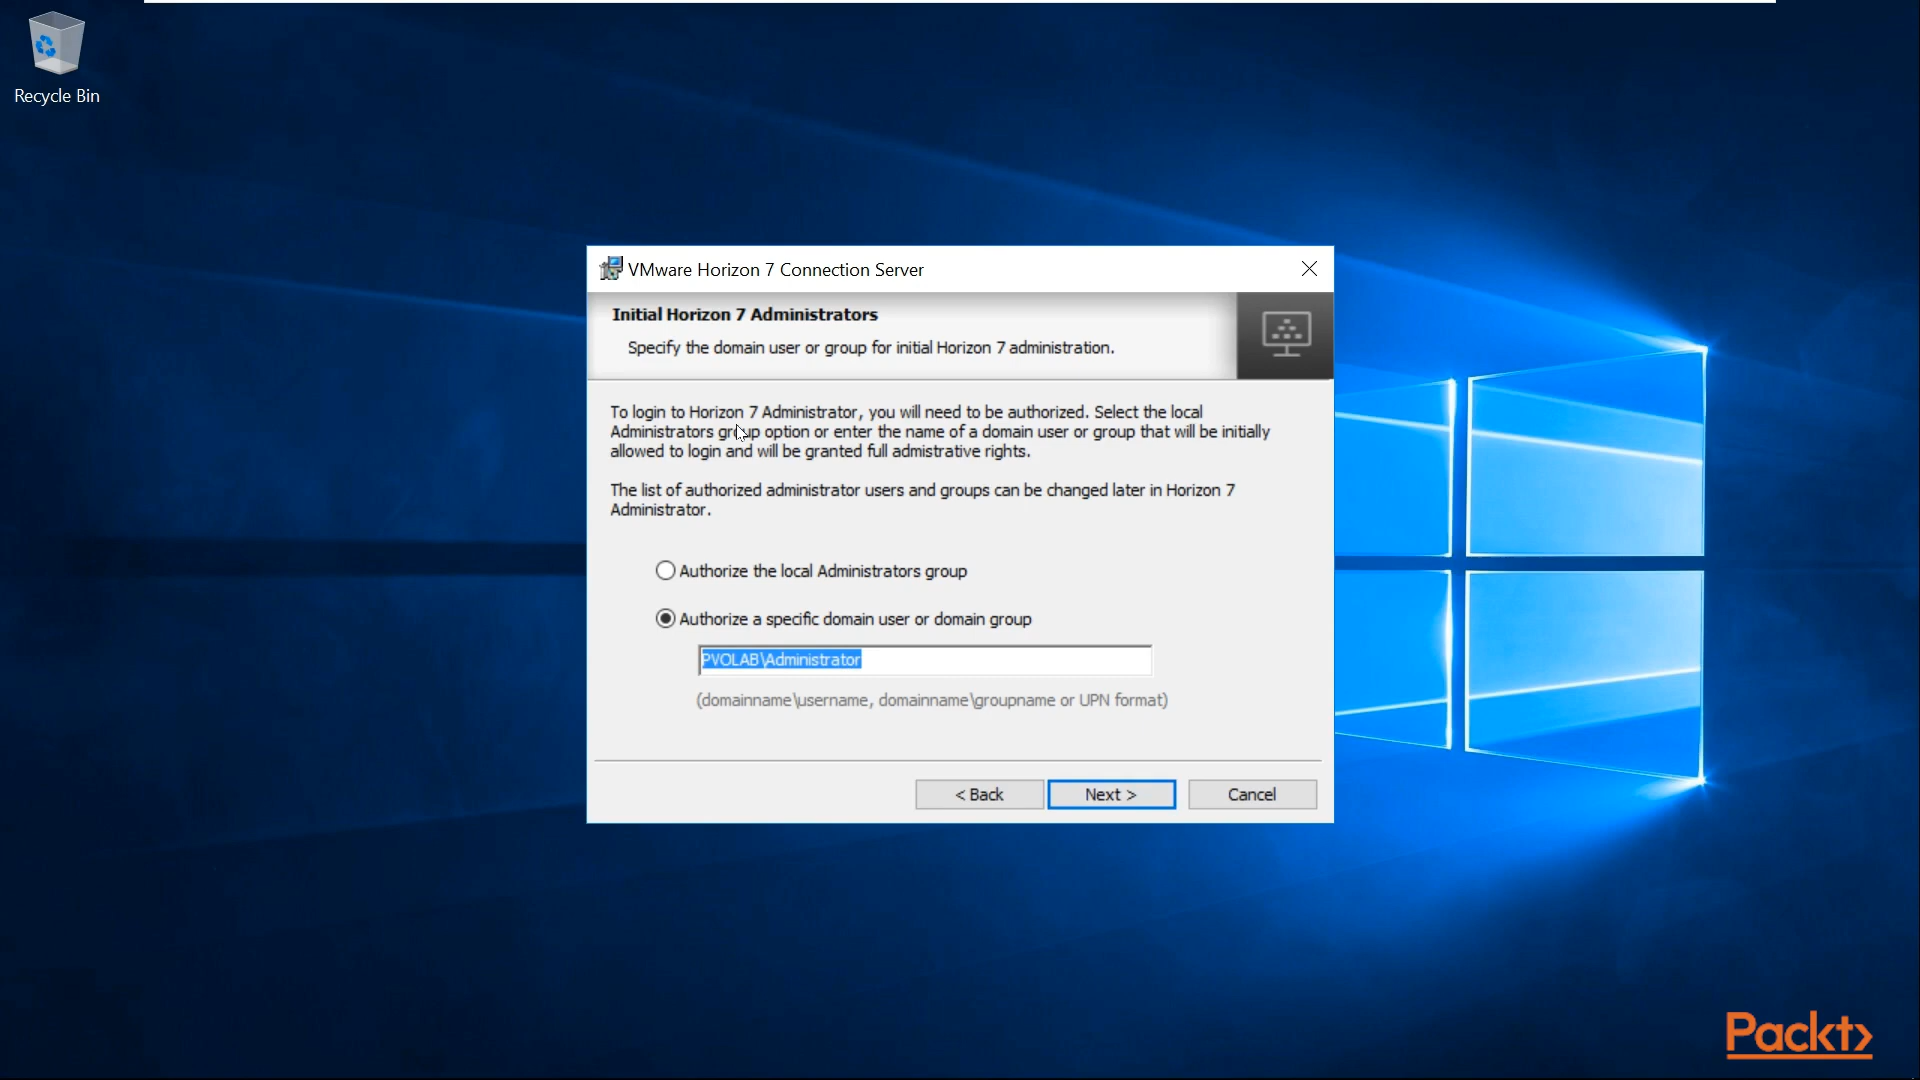 Recycle Bin
VMware Horizon 7 Connection Server
Initial Horizon 7 Administrators
Specify the domain user or group for initial Horizon 7 administration.
To login to Horizon 7 Administrator, you will need to be authorized. Select the local
Administrators group option or enter the name of a domain user or group that will be initially
allowed to login and will be granted full admistrative rights.
The list of authorized administrator users and groups can be changed later in Horizon 7
Administrator.
Authorize the local Administrators group
Authorize a specific domain user or domain group
PVOLAB\Administrator
(domainname\username, domainname\groupname or UPN format)
< Back
Next >
Cancel
Packt>